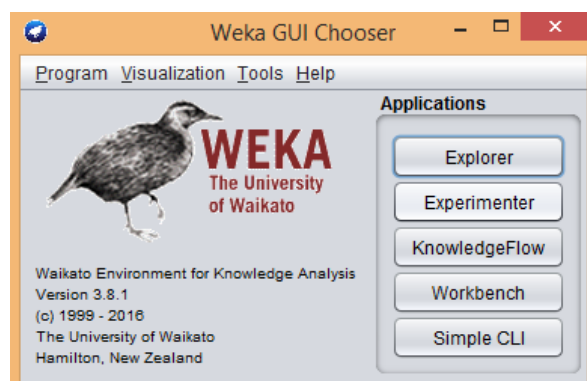 Weka GUI Chooser
Program Visualization Tools Help
WEKA
The University
of Waikato
Waikato Environment for Knowledge Analysis
Version 3.8.1
(c) 1999 - 2016
The University of Waikato
Hamilton, New Zealand
Applications
Explorer
Experimenter
KnowledgeFlow
Workbench
Simple CLI